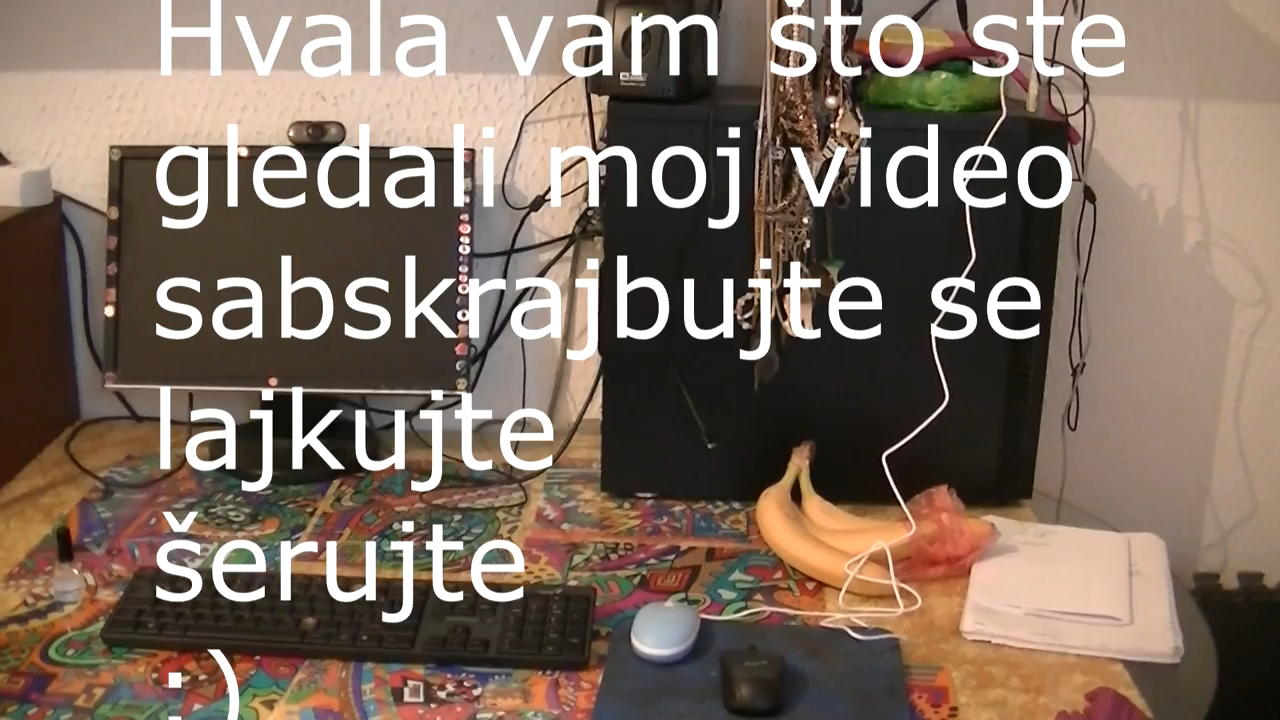 Hvala vam što ste
gledali moj video
sabskrajbujte se
lajkujte
šerujte
:)